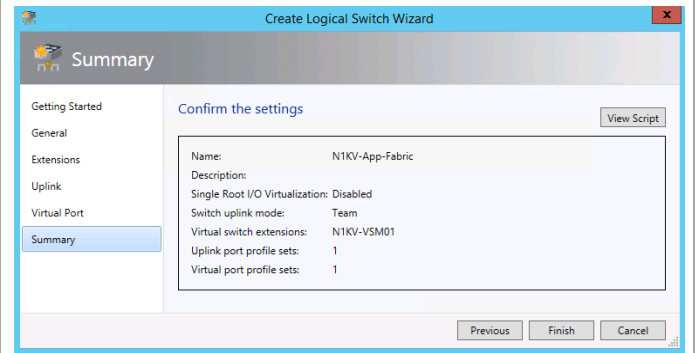 Create Logical Switch Wizard
x
Summary
Getting Started
General
Extensions
Uplink
Virtual Port
Summary
Confirm the settings
View Script
Name: N1KV-App-Fabric
Description:
Single Root I/O Virtualization: Disabled
Switch uplink mode: Team
Virtual switch extensions: N1KV-VSM01
Uplink port profile sets: 1
Virtual port profile sets: 1
Previous Finish Cancel